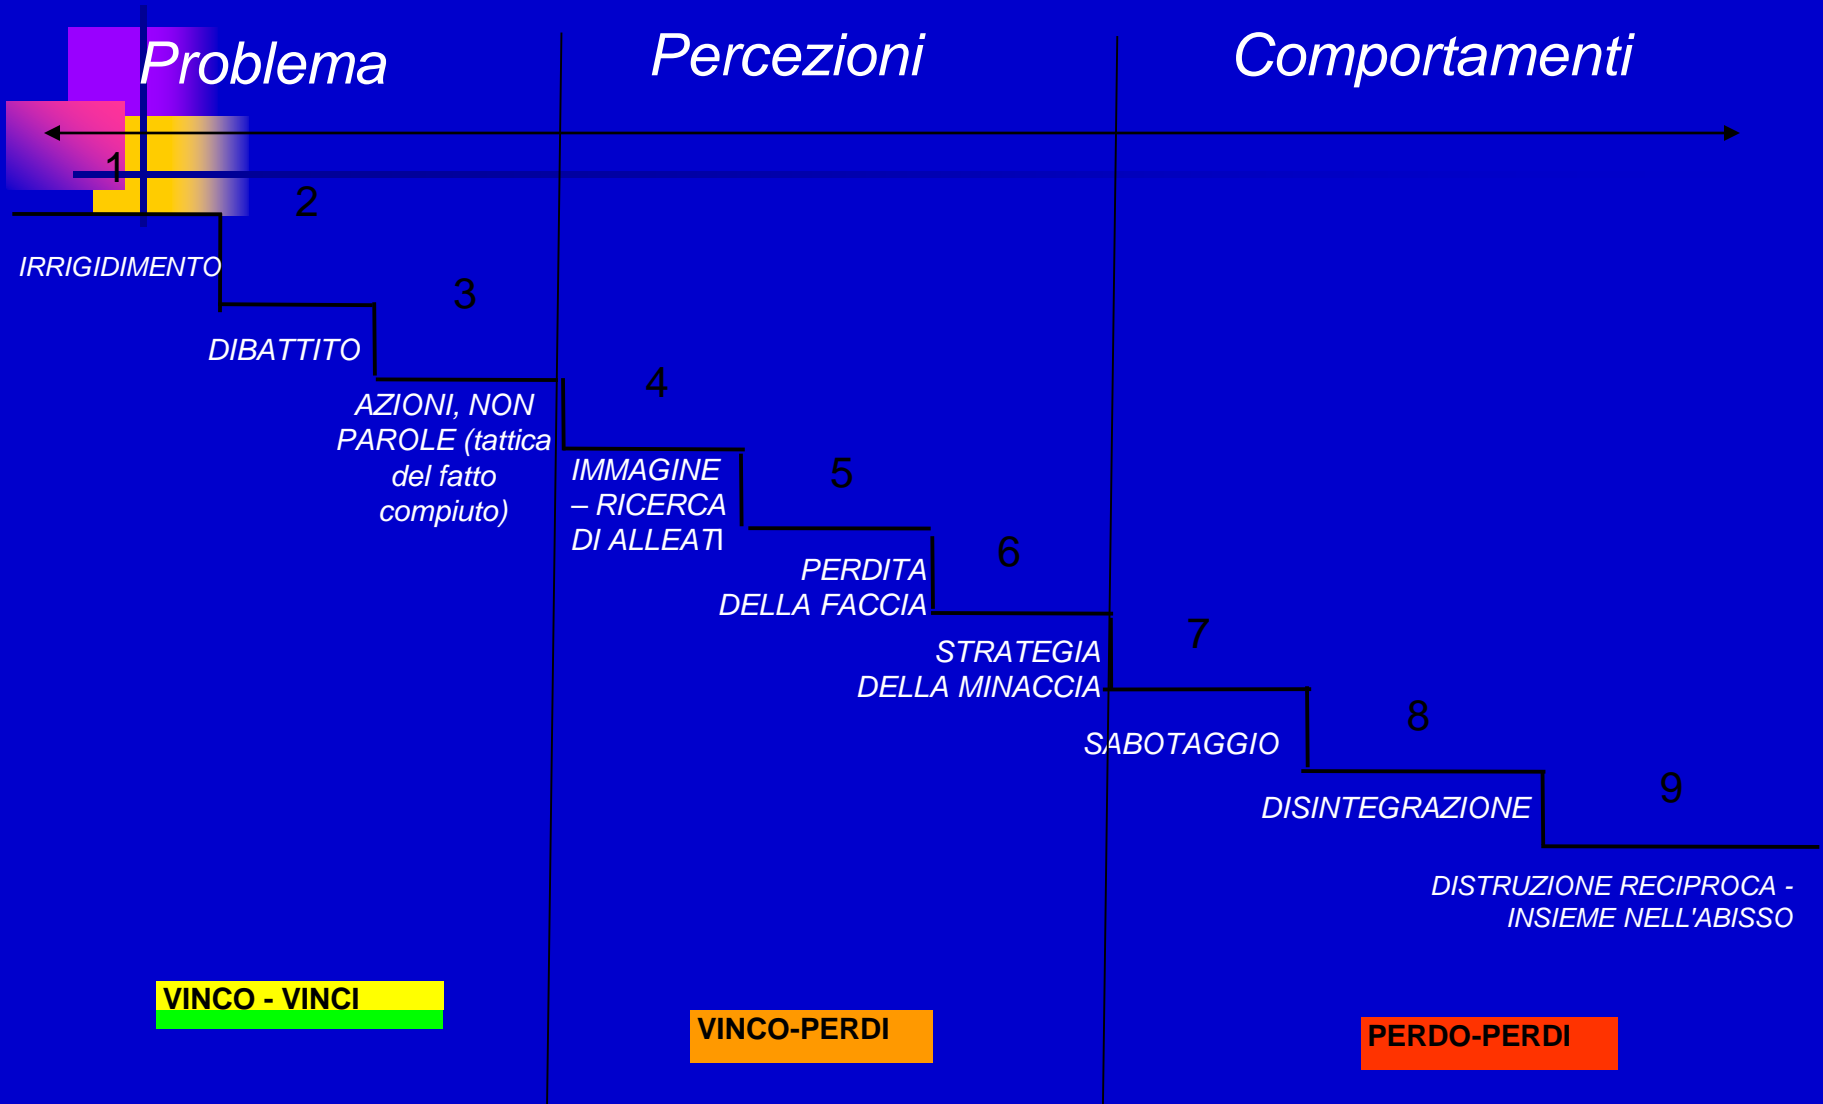 Problema
Percezioni
Comportamenti
1
IRRIGIDIMENTO
2
DIBATTITO
3
AZIONI, NON
PAROLE (tattica
del fatto
compiuto)
4
IMMAGINE
– RICERCA
DI ALLEATI
5
PERDITA
DELLA FACCIA
6
STRATEGIA
DELLA MINACCIA
7
SABOTAGGIO
8
DISINTEGRAZIONE
9
DISTRUZIONE RECIPROCA -
INSIEME NELL'ABISSO
VINCO - VINCI
VINCO-PERDI
PERDO-PERDI